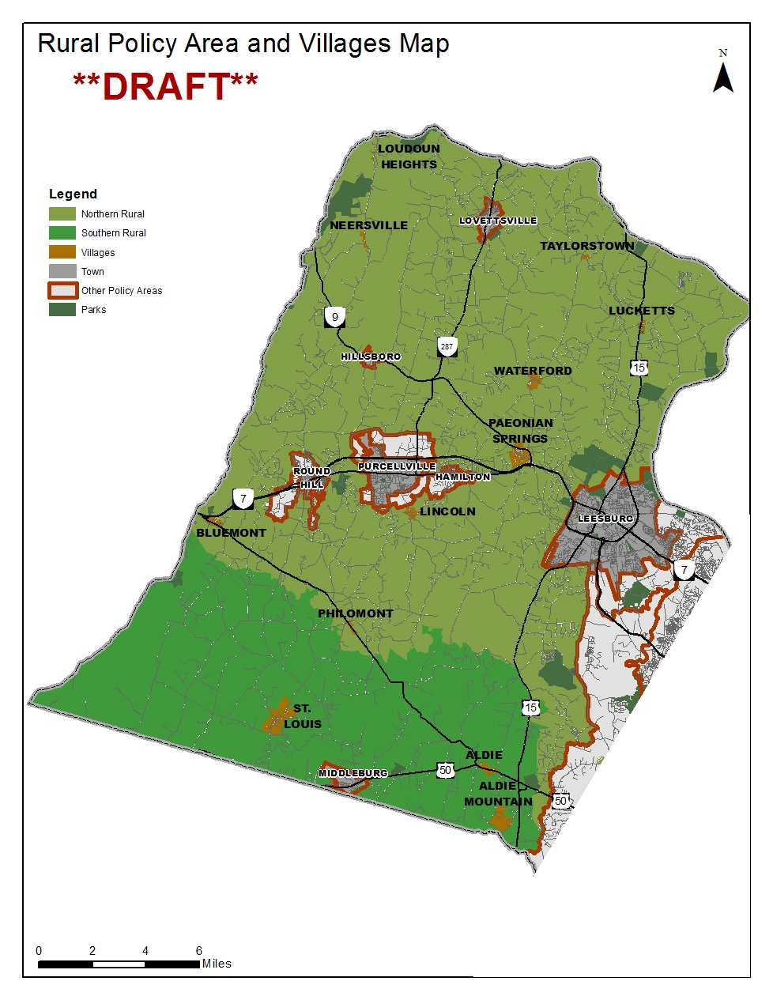 Rural Policy Area and Villages Map
**DRAFT**
N
LOUDOUN
HEIGHTS
Legend
Northern Rural
Southern Rural
Villages
Town
Other Policy Areas
Parks
NEERSVILLE
LOVETTSVILLE
TAYLORSTOWN
LUCKETTS
9
287
HILLSBORO
15
WATERFORD
PAEONIAN
SPRINGS
ROUND
HILL
PURCELLVILLE
HAMILTON
7
LINCOLN
LEESBURG
BLUEMONT
7
PHILOMONT
15
ST.
LOUIS
ALDIE
MIDDLEBURG
50
ALDIE
MOUNTAIN
50
0 2 4 6
Miles